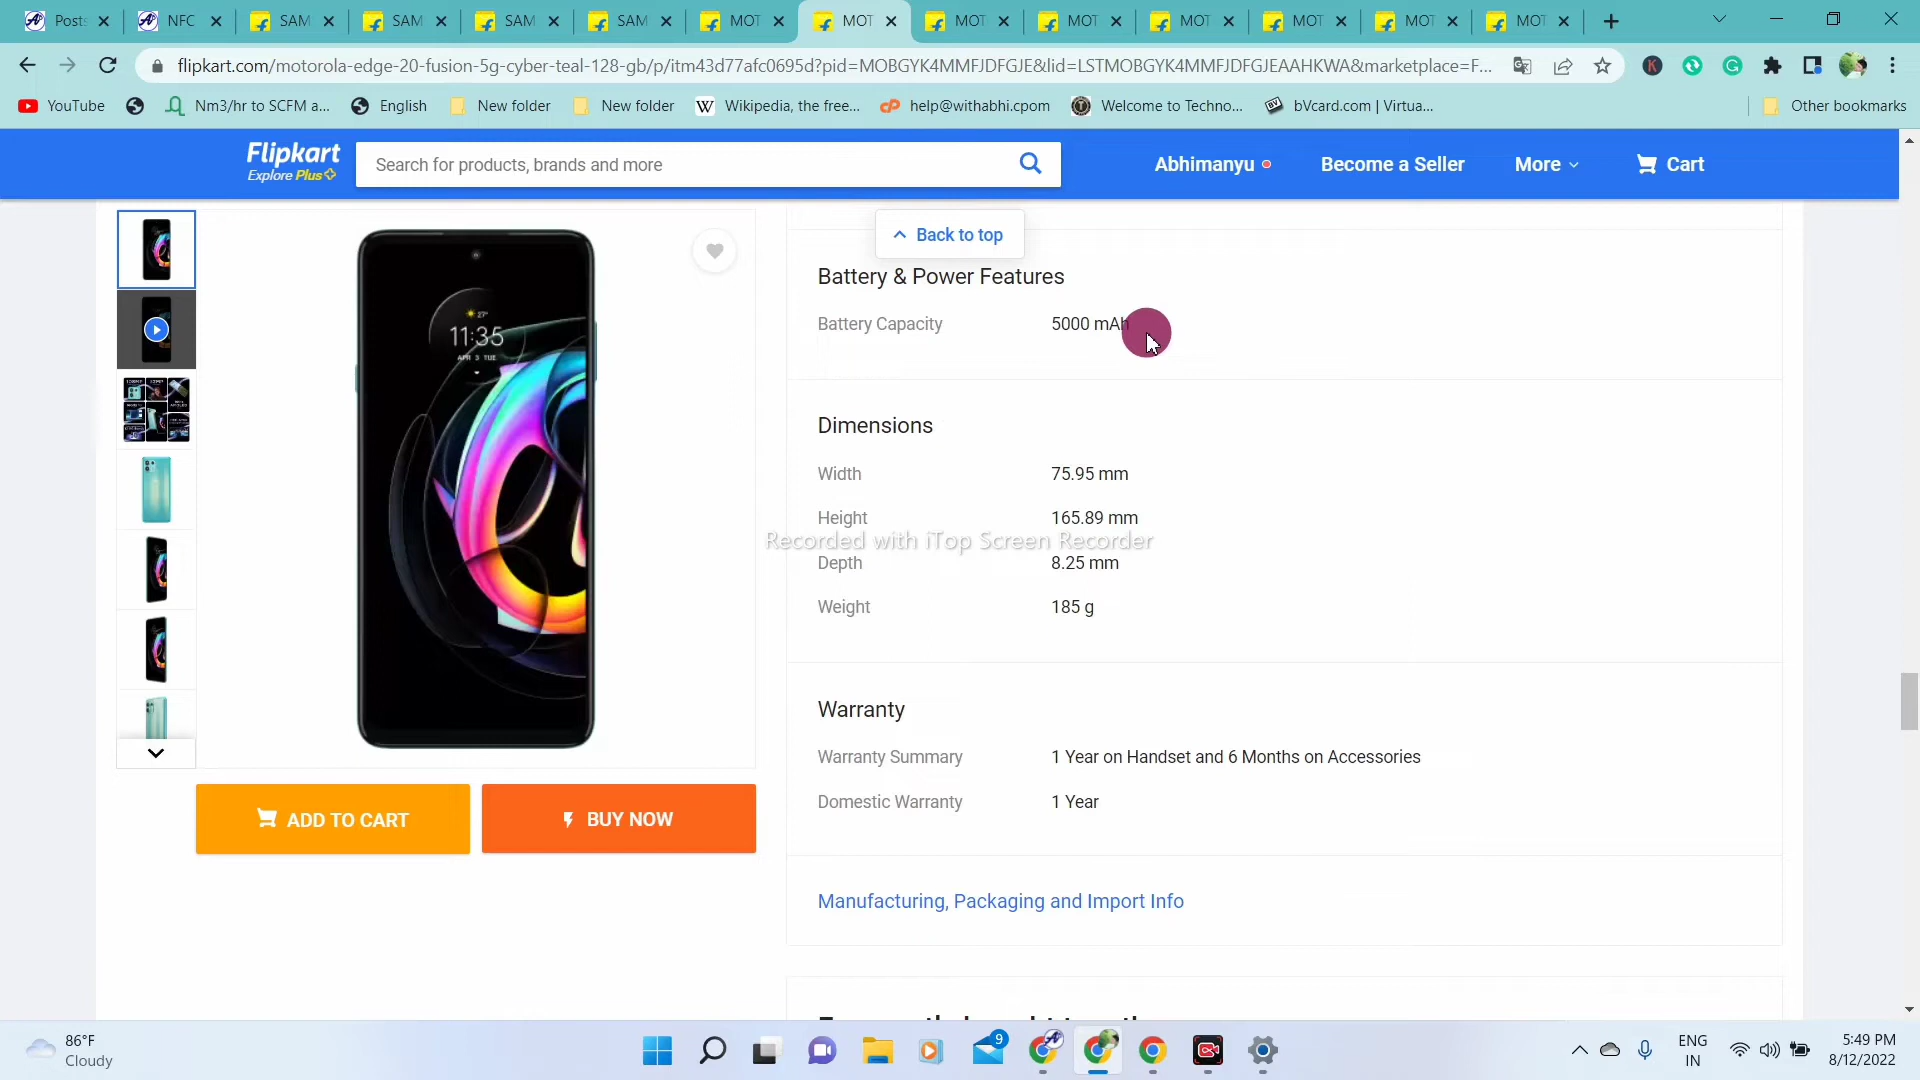 Posts
NFC
SAM
SAM
SAM
SAM
MOT
MOT
MOT
MOT
MOT
MOT
MOT
MOT
flipkart.com/motorola-edge-20-fusion-5g-cyber-teal-128-gb/p/itm43d77afc0695d?pid=MOBGYK4MMFJDFGJE&lid=LSTMOBGYK4MMFJDFGJEAAHKWA&marketplace=F...
YouTube
Nm3/hr to SCFM a...
English
New folder
New folder
Wikipedia, the free...
help@withabhi.cpom
Welcome to Techno...
bVcard.com | Virtua...
Other bookmarks
Flipkart
Explore Plus
Search for products, brands and more
Abhimanyu
Become a Seller
More
Cart
Back to top
Battery & Power Features
Battery Capacity 5000 mAh
Dimensions
Width 75.95 mm
Height 165.89 mm
Recorded with iTop Screen Recorder
Depth 8.25 mm
Weight 185 g
Warranty
Warranty Summary 1 Year on Handset and 6 Months on Accessories
Domestic Warranty 1 Year
Manufacturing, Packaging and Import Info
27°
11:35
APR 3 TUE
ADD TO CART
BUY NOW
86°F
Cloudy
9
ENG
IN
5:49 PM
8/12/2022